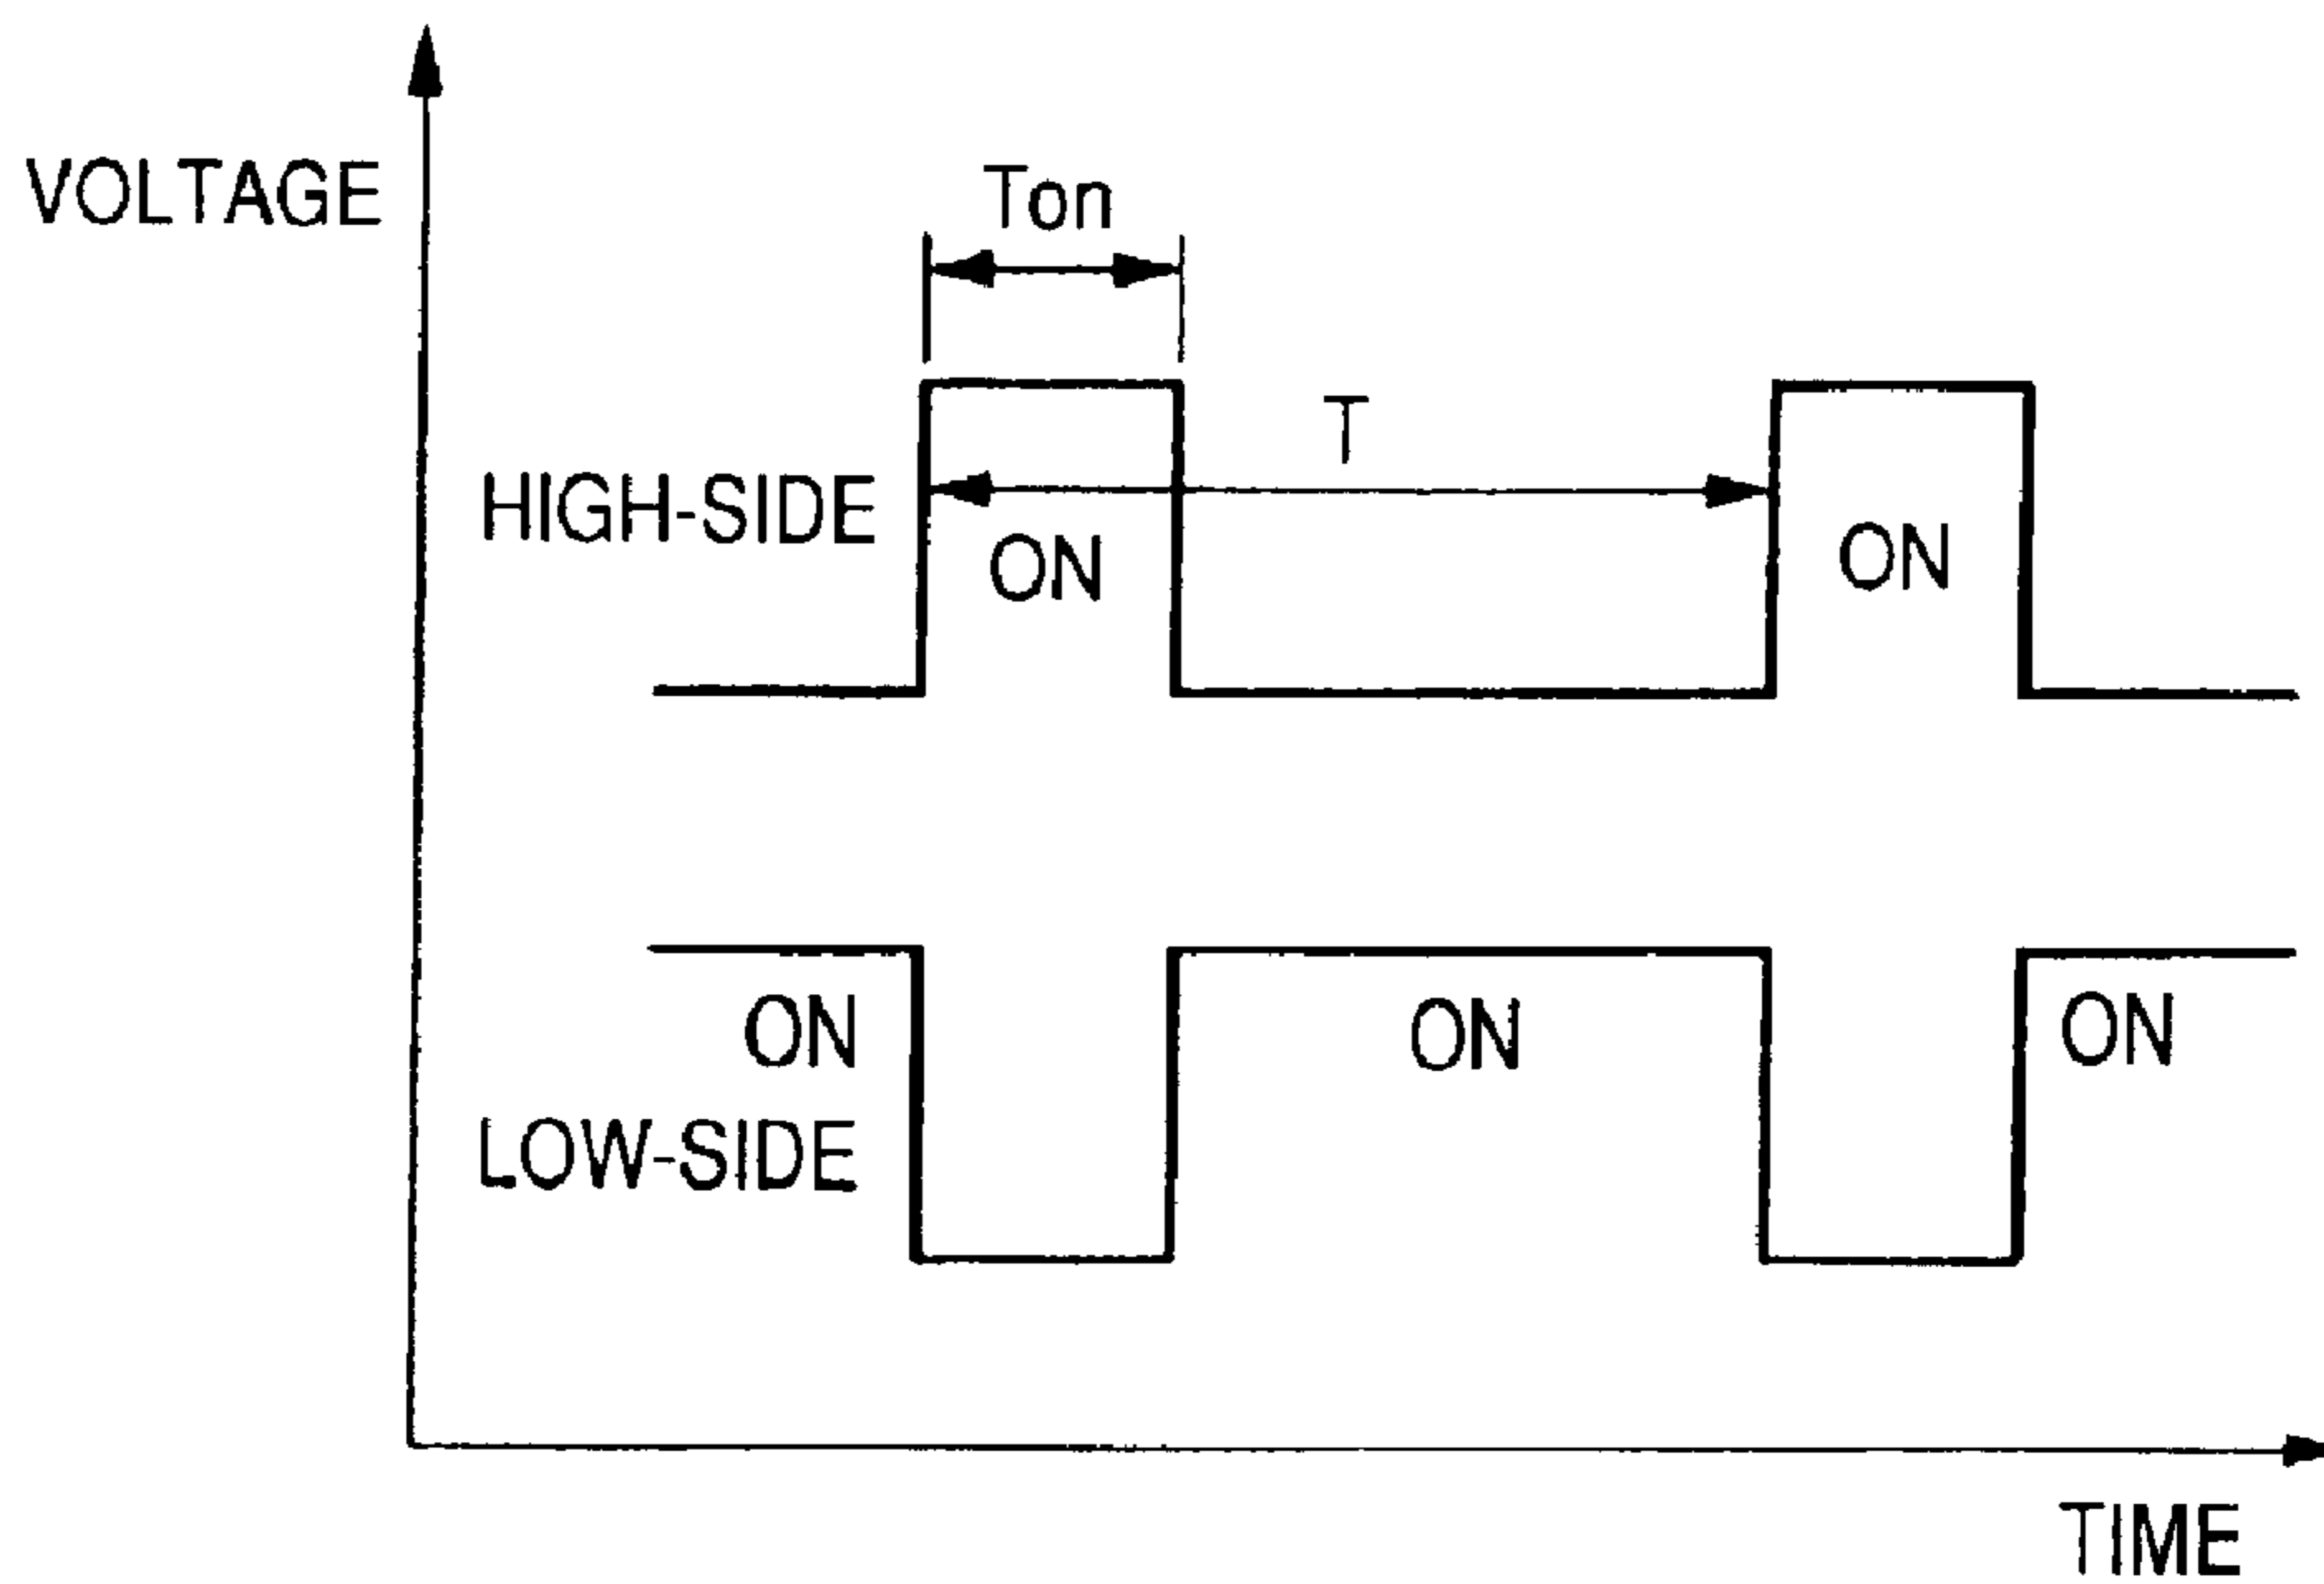 VOLTAGE
Ton
T
HIGH-SIDE
ON
ON
ON
ON
ON
LOW-SIDE
TIME